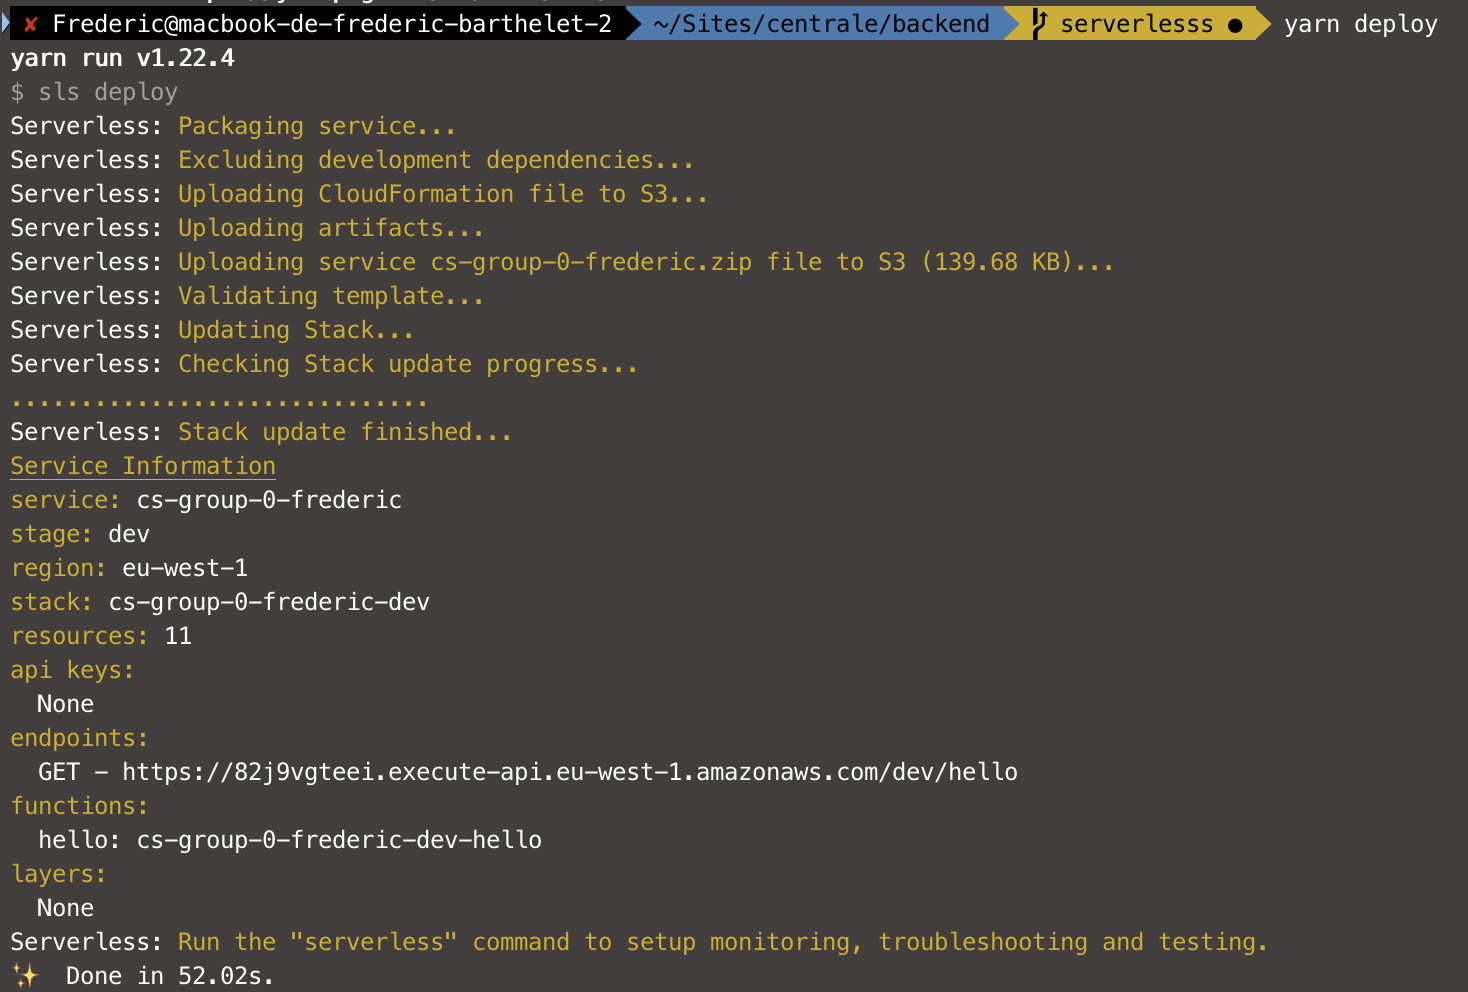 ✘ Frederic@macbook-de-frederic-barthelet-2 ~/Sites/centrale/backend serverlesss ● yarn deploy
yarn run v1.22.4
$ sls deploy
Serverless: Packaging service...
Serverless: Excluding development dependencies...
Serverless: Uploading CloudFormation file to S3...
Serverless: Uploading artifacts...
Serverless: Uploading service cs-group-0-frederic.zip file to S3 (139.68 KB)...
Serverless: Validating template...
Serverless: Updating Stack...
Serverless: Checking Stack update progress...
..............................
Serverless: Stack update finished...
Service Information
service: cs-group-0-frederic
stage: dev
region: eu-west-1
stack: cs-group-0-frederic-dev
resources: 11
api keys:
  None
endpoints:
  GET - https://82j9vgteei.execute-api.eu-west-1.amazonaws.com/dev/hello
functions:
  hello: cs-group-0-frederic-dev-hello
layers:
  None
Serverless: Run the "serverless" command to setup monitoring, troubleshooting and testing.
✨ Done in 52.02s.